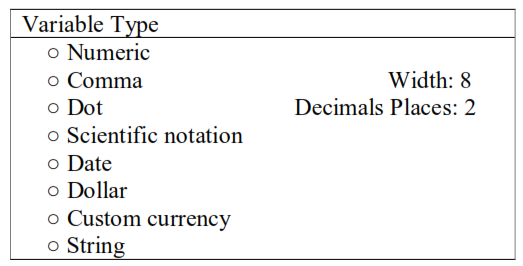 Variable Type
○ Numeric
○ Comma Width: 8
○ Dot Decimals Places: 2
○ Scientific notation
○ Date
○ Dollar
○ Custom currency
○ String